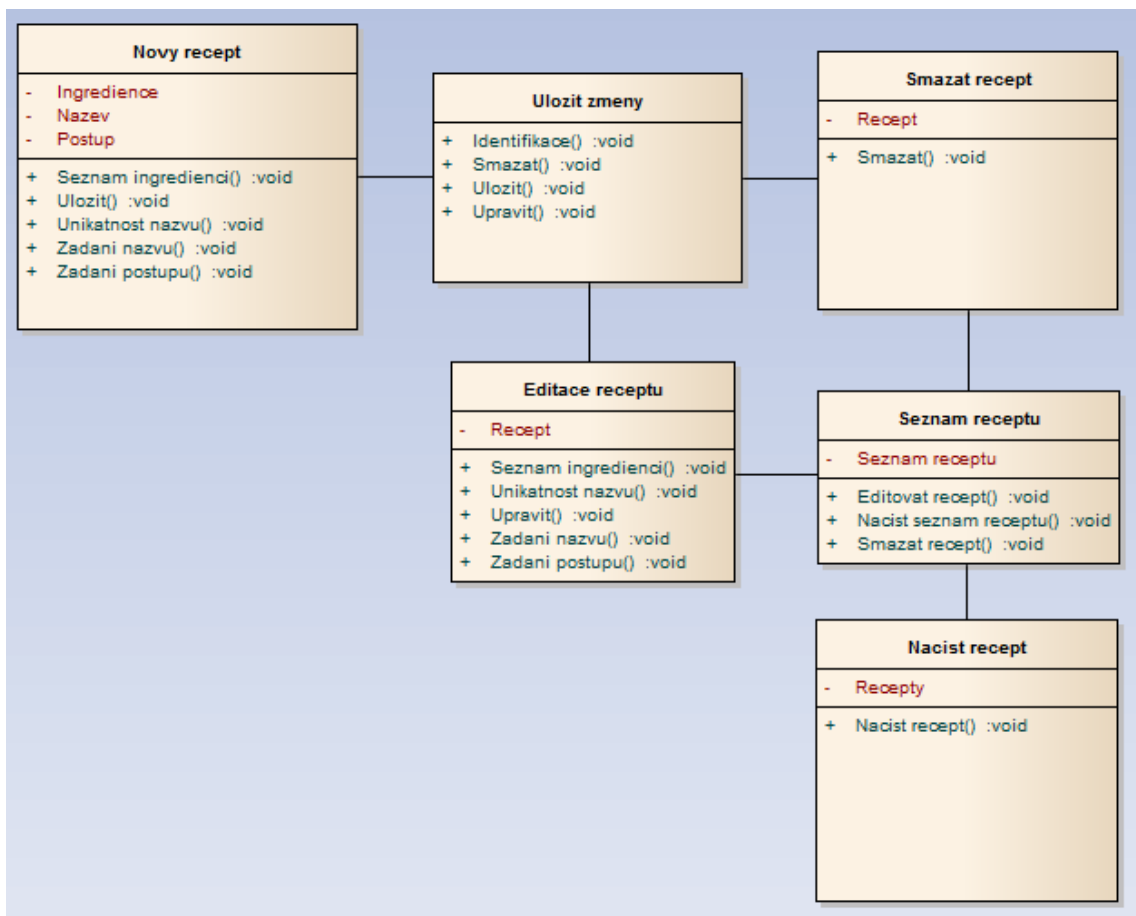 Novy recept
- Ingredience
- Nazev
- Postup
+ Seznam ingredienci() :void
+ Ulozit() :void
+ Unikatnost nazvu() :void
+ Zadani nazvu() :void
+ Zadani postupu() :void
Ulozit zmeny
+ Identifikace() :void
+ Smazat() :void
+ Ulozit() :void
+ Upravit() :void
Smazat recept
- Recept
+ Smazat() :void
Editace receptu
- Recept
+ Seznam ingredienci() :void
+ Unikatnost nazvu() :void
+ Upravit() :void
+ Zadani nazvu() :void
+ Zadani postupu() :void
Seznam receptu
- Seznam receptu
+ Editovat recept() :void
+ Nacist seznam receptu() :void
+ Smazat recept() :void
Nacist recept
- Recepty
+ Nacist recept() :void